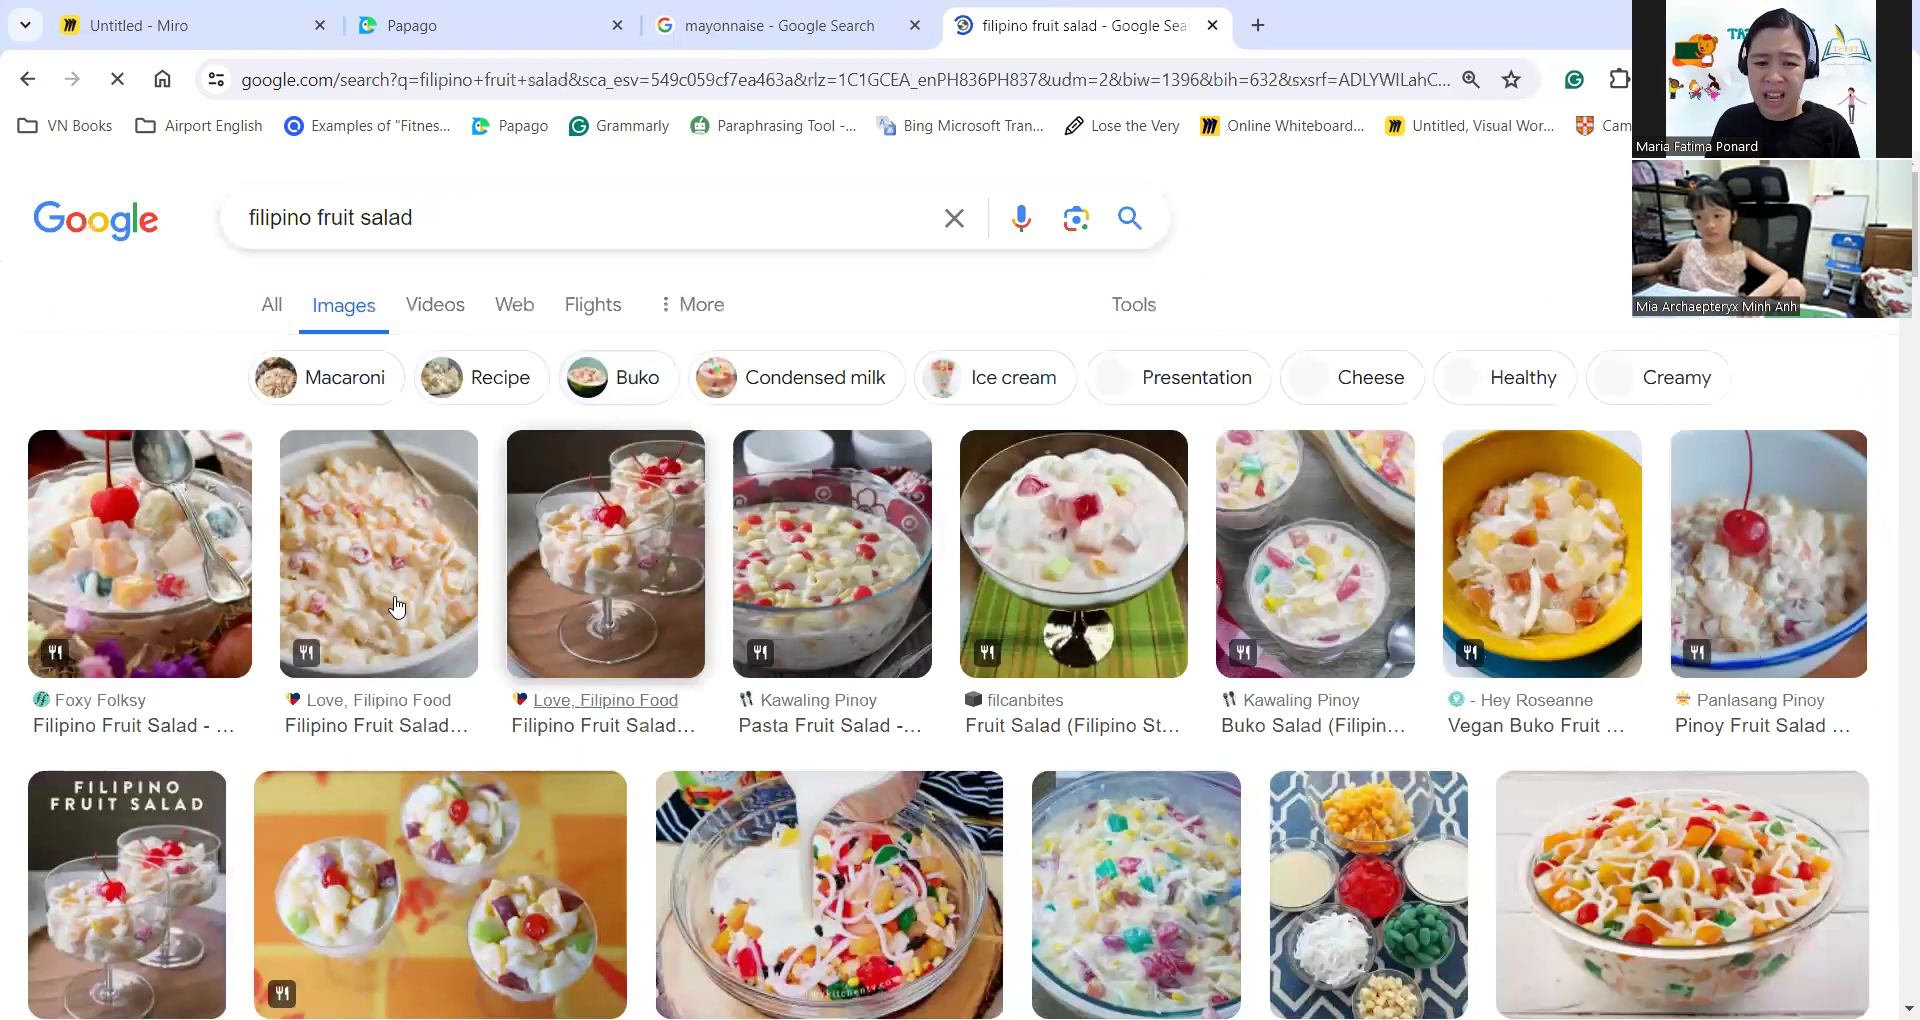 Untitled - Miro
Papago
mayonnaise - Google Search
filipino fruit salad - Google Sea
google.com/search?q=filipino+fruit+salad&sca_esv=549c059cf7ea463a&rlz=1C1GCEA_enPH836PH837&udm=2&biw=1396&bih=632&sxsrf=ADLYWILahC...
VN Books
Airport English
Examples of "Fitnes...
Papago
Grammarly
Paraphrasing Tool -...
Bing Microsoft Tran...
Lose the Very
Online Whiteboard...
Untitled, Visual Wor...
Cam
Maria Fatima Ponard
Mia Archaepteryx Minh Anh
Google
filipino fruit salad
All
Images
Videos
Web
Flights
More
Tools
Macaroni
Recipe
Buko
Condensed milk
Ice cream
Presentation
Cheese
Healthy
Creamy
Foxy Folksy
Filipino Fruit Salad - ...
Love, Filipino Food
Filipino Fruit Salad...
Love, Filipino Food
Filipino Fruit Salad...
Kawaling Pinoy
Pasta Fruit Salad -...
filcanbites
Fruit Salad (Filipino St...
Kawaling Pinoy
Buko Salad (Filipin...
- Hey Roseanne
Vegan Buko Fruit ...
Panlasang Pinoy
Pinoy Fruit Salad ...
FILIPINO
FRUIT SALAD